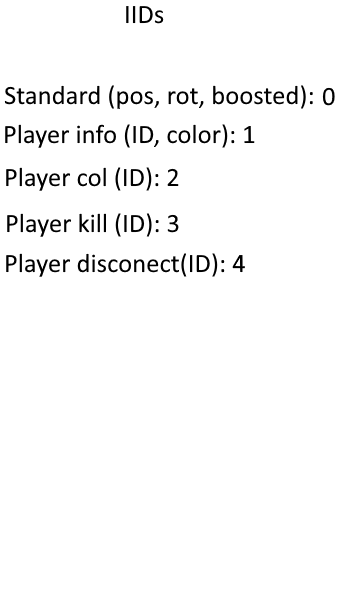 IIDs
Standard (pos, rot, boosted): 0
Player info (ID, color): 1
Player col (ID): 2
Player kill (ID): 3
Player disconect(ID): 4